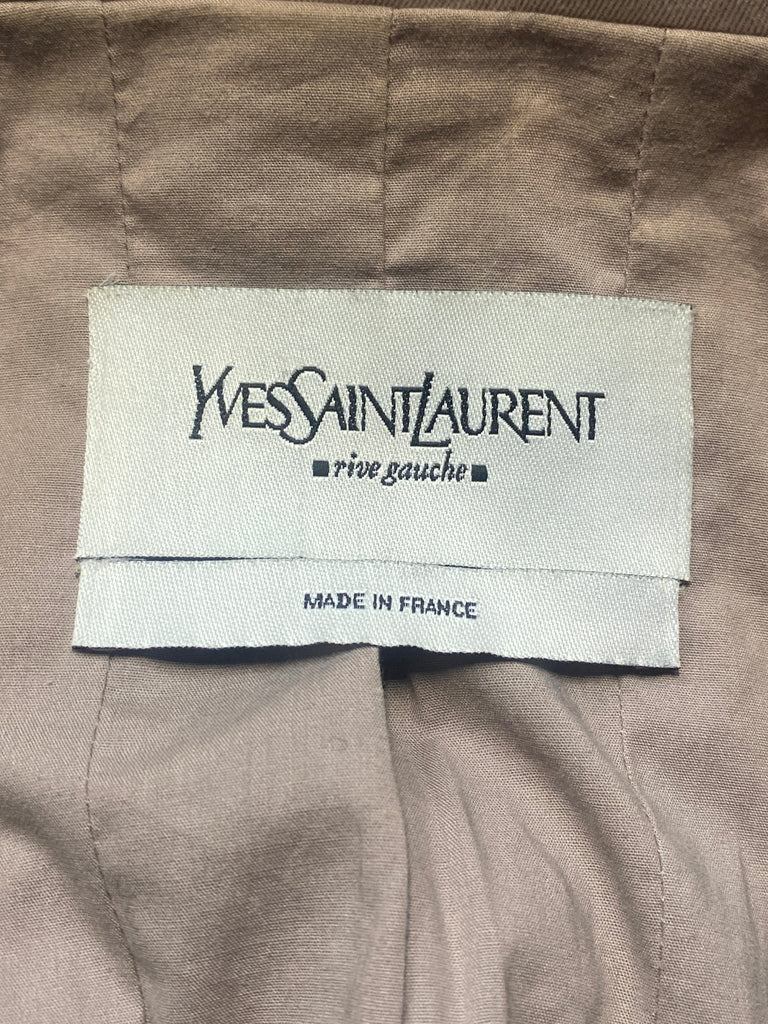 YVESSAINTLAURENT
rive gauche
MADE IN FRANCE